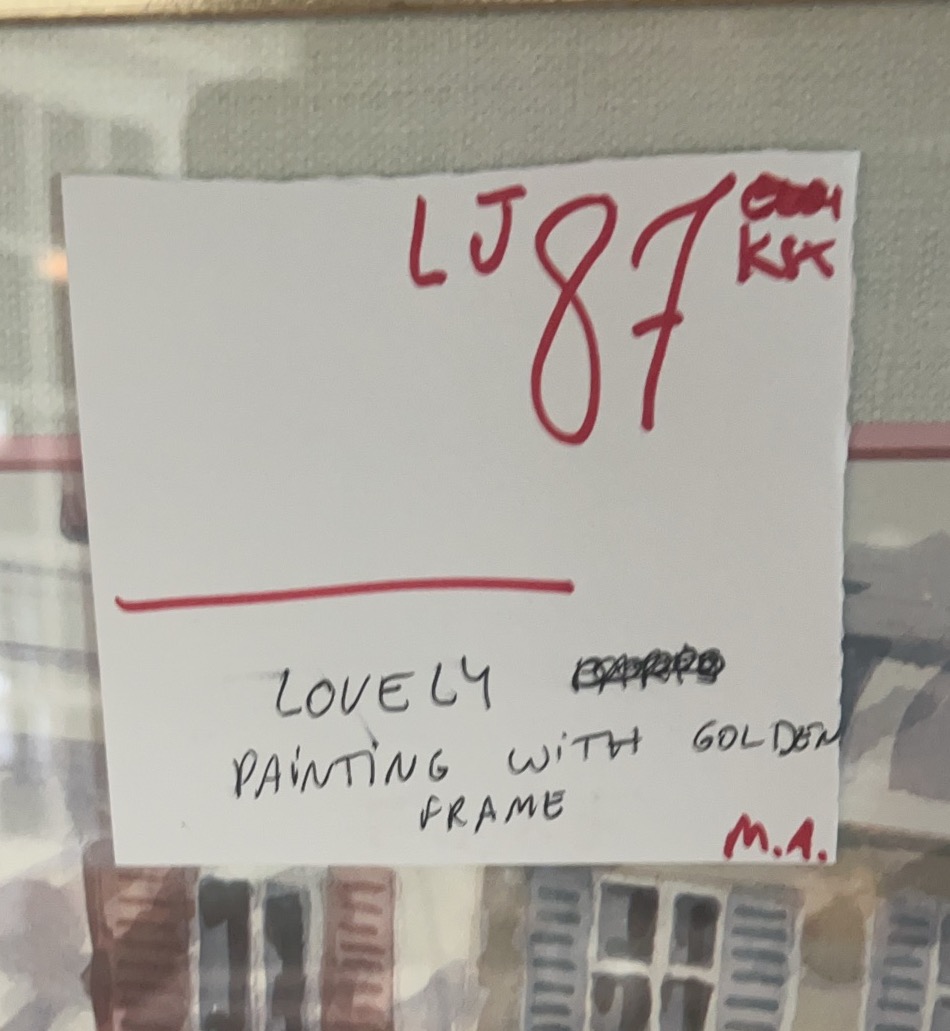 LJ 87
LOVELY
PAINTING WITH GOLDEN
FRAME
M.A.